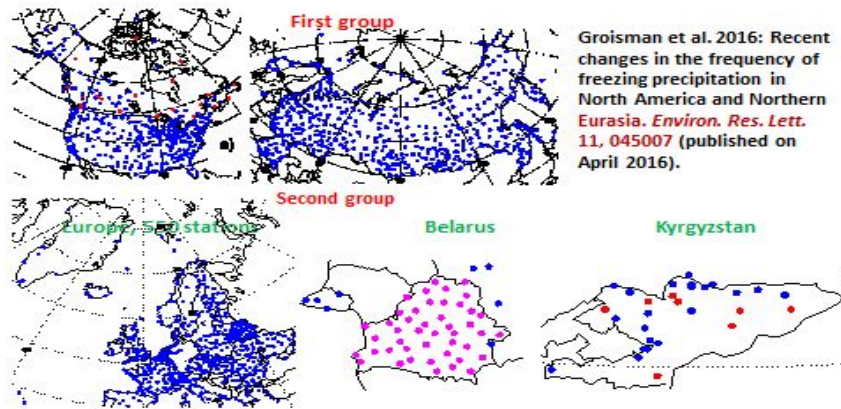 First group
Groisman et al. 2016: Recent
changes in the frequency of
freezing precipitation in
North America and Northern
Eurasia. Environ. Res. Lett.
11, 045007 (published on
April 2016).
a)
Second group
Europe, 550 stations
Belarus
Kyrgyzstan